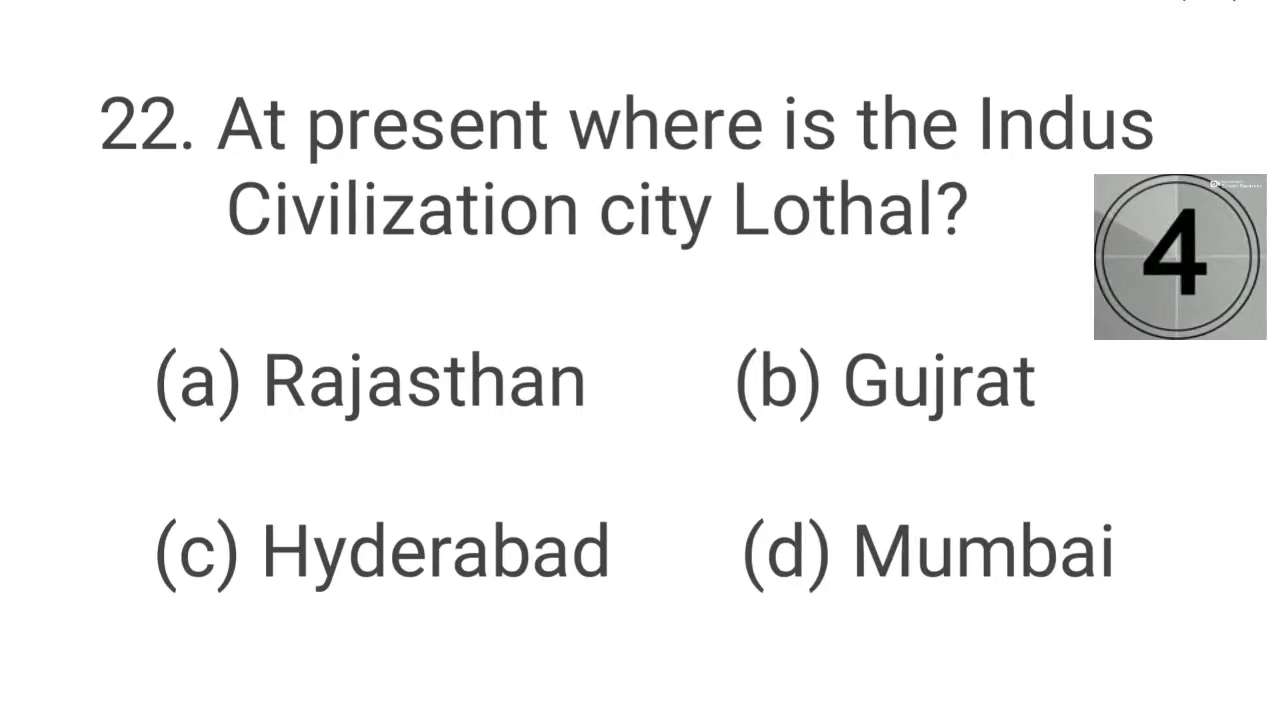 22. At present where is the Indus
Civilization city Lothal?
4
(a) Rajasthan (b) Gujrat
(c) Hyderabad (d) Mumbai